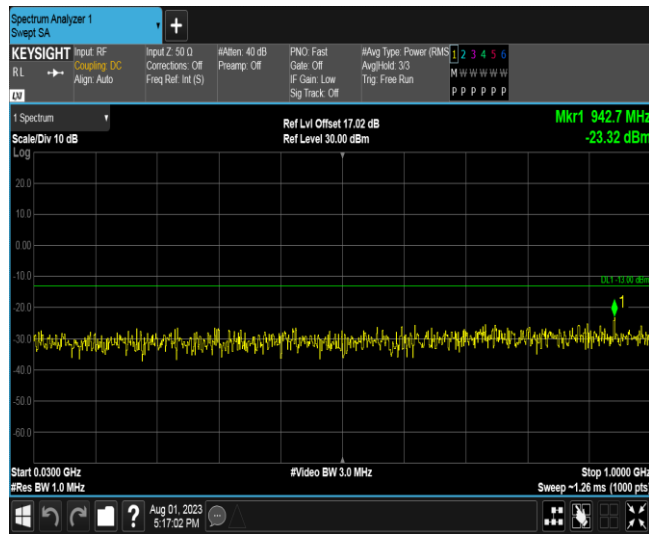 Spectrum Analyzer 1
Swept SA
+
KEYSIGHT
RL
LXI
Input: RF
Coupling: DC
Align: Auto
Input Z: 50 Ω
Corrections: Off
Freq Ref: Int (S)
#Atten: 40 dB
Preamp: Off
PNO: Fast
Gate: Off
IF Gain: Low
Sig Track: Off
#Avg Type: Power (RMS
Avg|Hold: 3/3
Trig: Free Run
1 2 3 4 5 6
M W W W W W
P P P P P P
1 Spectrum
Scale/Div 10 dB
Log
Ref Lvl Offset 17.02 dB
Ref Level 30.00 dBm
Mkr1 942.7 MHz
-23.32 dBm
20.0
10.0
0.00
-10.0
DL1 -13.00 dBm
-20.0
1
-30.0
-40.0
-50.0
-60.0
Start 0.0300 GHz
#Video BW 3.0 MHz
Stop 1.0000 GHz
#Res BW 1.0 MHz
Sweep ~1.26 ms (1000 pts)
?
Aug 01, 2023
5:17:02 PM